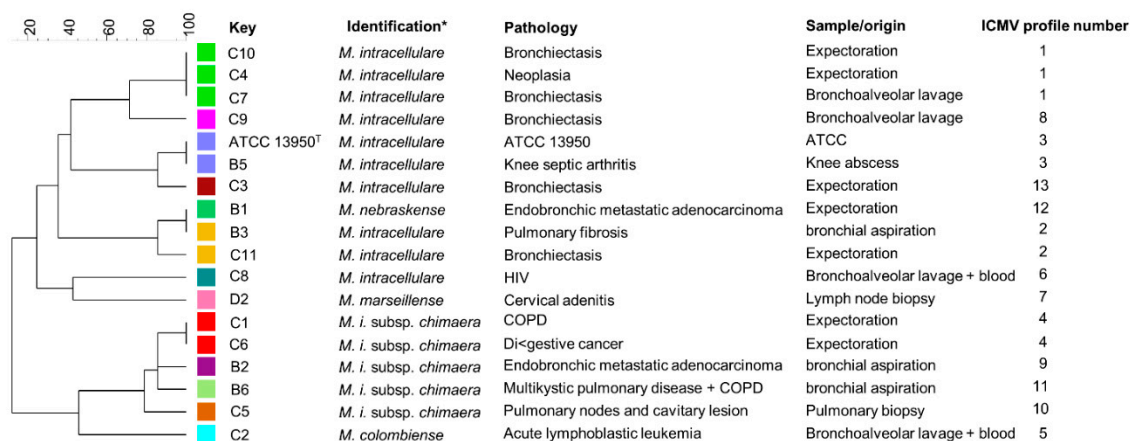 20 40 60 80 100
Key Identification* Pathology Sample/origin ICMV profile number
C10 M. intracellulare Bronchiectasis Expectoration 1
C4 M. intracellulare Neoplasia Expectoration 1
C7 M. intracellulare Bronchiectasis Bronchoalveolar lavage 1
C9 M. intracellulare Bronchiectasis Bronchoalveolar lavage 8
ATCC 13950ᵀ M. intracellulare ATCC 13950 ATCC 3
B5 M. intracellulare Knee septic arthritis Knee abscess 3
C3 M. intracellulare Bronchiectasis Expectoration 13
B1 M. nebraskense Endobronchic metastatic adenocarcinoma Expectoration 12
B3 M. intracellulare Pulmonary fibrosis bronchial aspiration 2
C11 M. intracellulare Bronchiectasis Expectoration 2
C8 M. intracellulare HIV Bronchoalveolar lavage + blood 6
D2 M. marseillense Cervical adenitis Lymph node biopsy 7
C1 M. i. subsp. chimaera COPD Expectoration 4
C6 M. i. subsp. chimaera Di<gestive cancer Expectoration 4
B2 M. i. subsp. chimaera Endobronchic metastatic adenocarcinoma bronchial aspiration 9
B6 M. i. subsp. chimaera Multikystic pulmonary disease + COPD bronchial aspiration 11
C5 M. i. subsp. chimaera Pulmonary nodes and cavitary lesion Pulmonary biopsy 10
C2 M. colombiense Acute lymphoblastic leukemia Bronchoalveolar lavage + blood 5